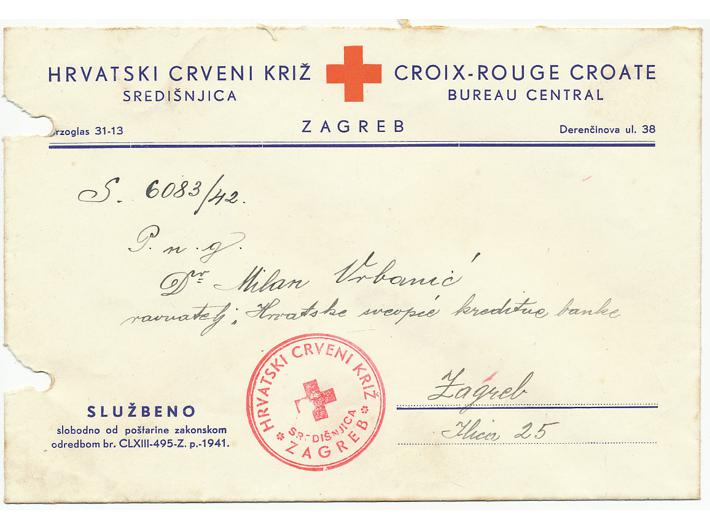 HRVATSKI CRVENI KRIŽ
SREDIŠNJICA
CROIX-ROUGE CROATE
BUREAU CENTRAL
ZAGREB
rzoglas 31-13
Derenčinova ul. 38
S. 6083/42.
P. n. g.
Dr Milan Vrbanić
ravnatelj „Hrvatske sveopće kreditne banke
Zagreb
Ilica 25
SLUŽBENO
slobodno od poštarine zakonskom
odredbom br. CLXIII-495-Z. p.-1941.
HRVATSKI CRVENI KRIŽ
SREDIŠNJICA
ZAGREB